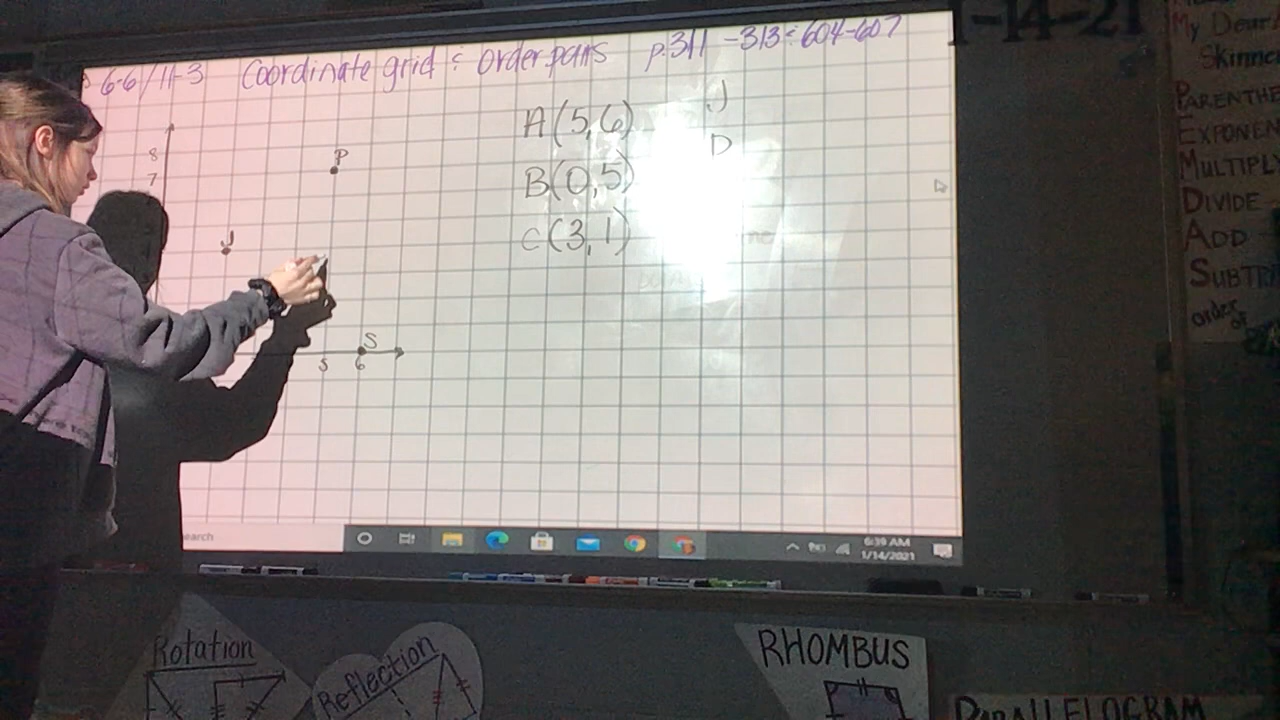 6-6/11-3 Coordinate grid & Order pairs p.311-313 & 604-607
A(5,6)
B(0,5)
C(3,1)
J
D
8
7
P
J
S
5 6
6:39 AM
1/14/2021
1-14-21
My Dear
PARENTHE
EXPONEN
MULTIPLY
DIVIDE
ADD
SUBTR
order
of
Rotation
Reflection
RHOMBUS
PARALLELOGRAM